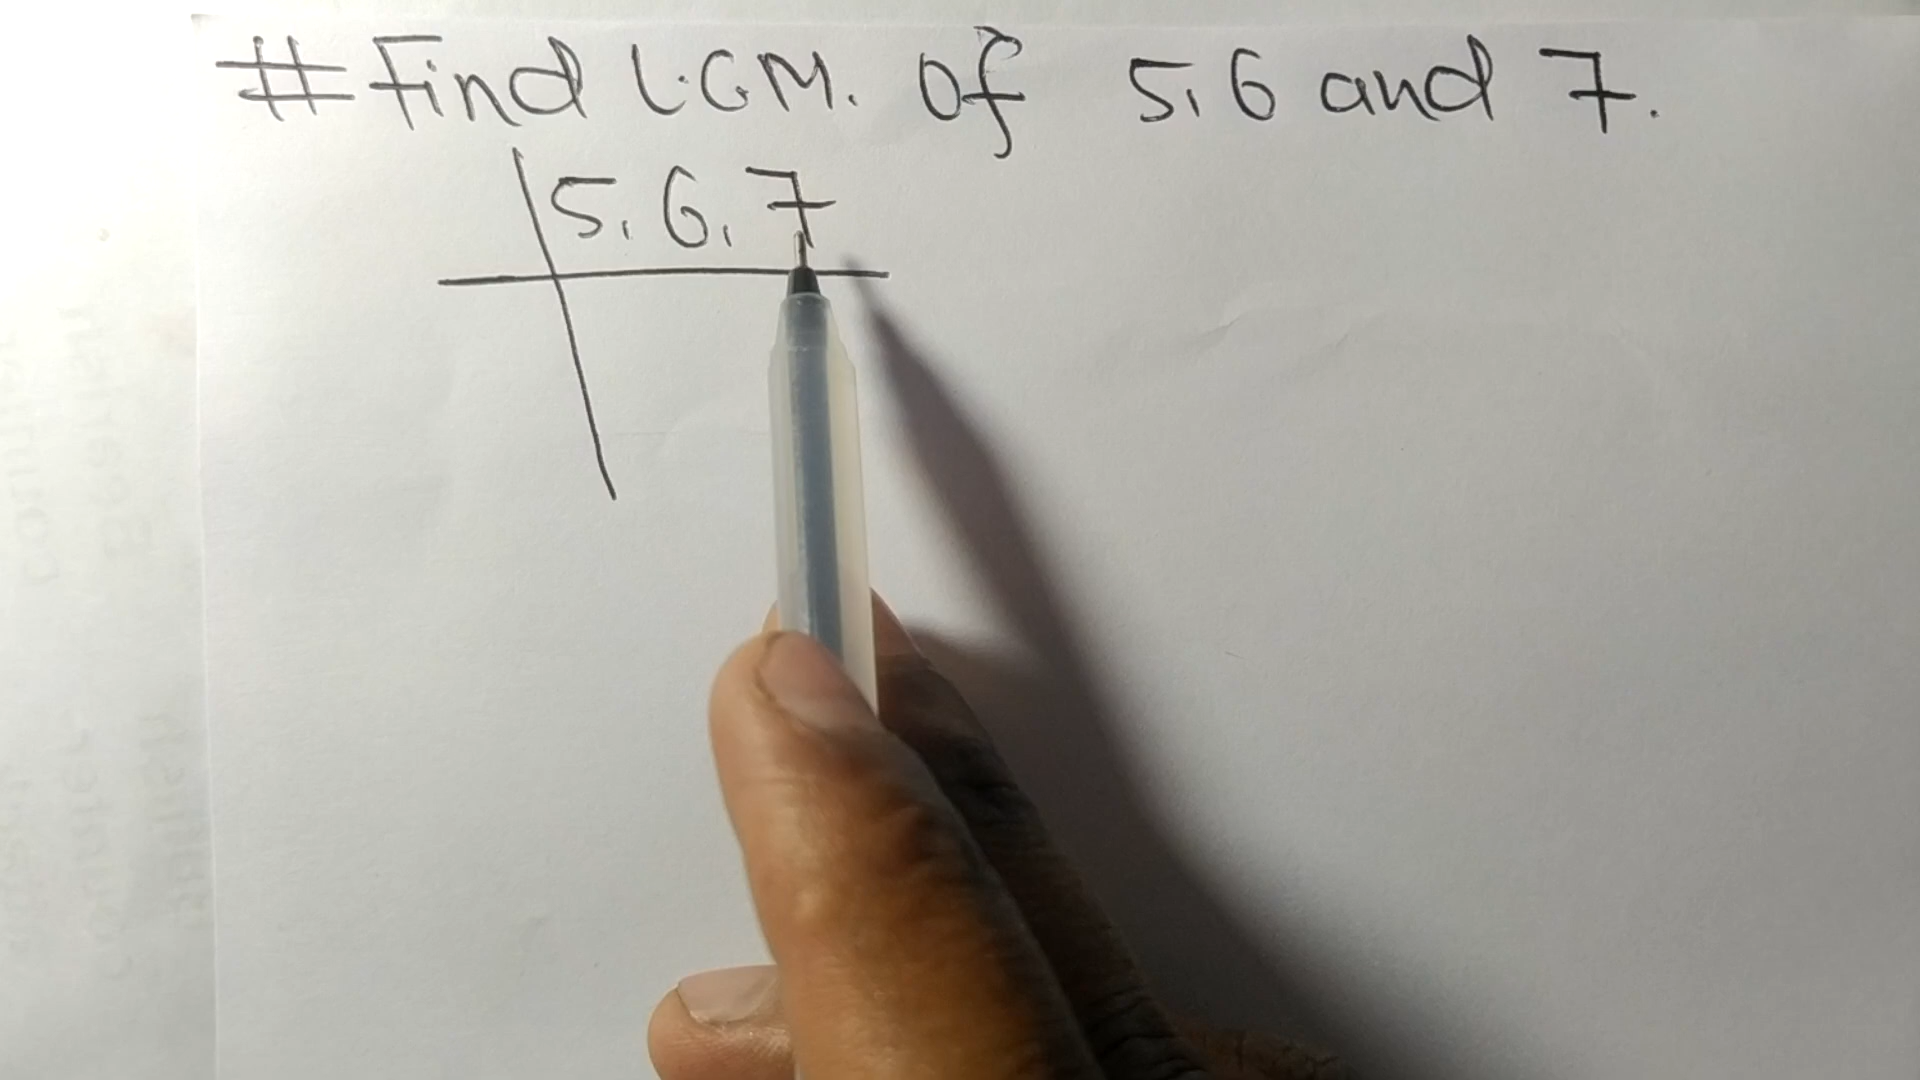 # Find L.C.M. of 5, 6 and 7.
5, 6, 7